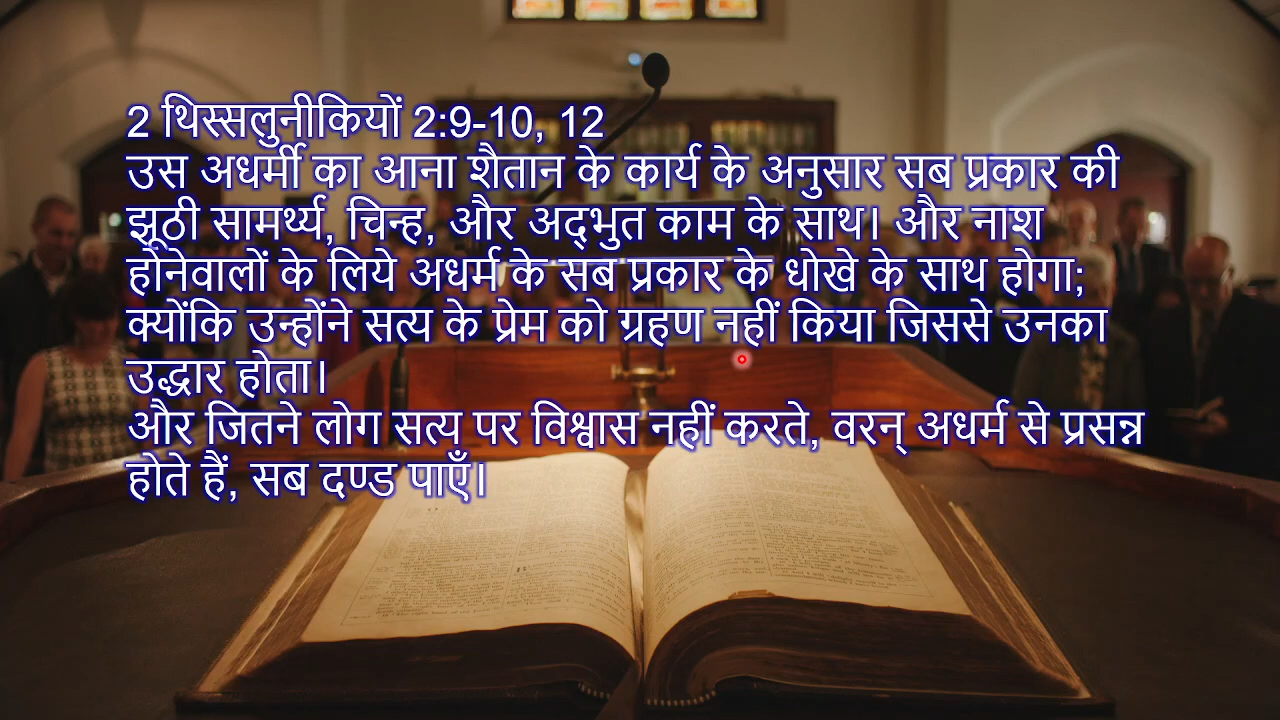 2 थिस्सलुनीकियों 2:9-10, 12
उस अधर्मी का आना शैतान के कार्य के अनुसार सब प्रकार की
झूठी सामर्थ्य, चिन्ह, और अद्‍भुत काम के साथ। और नाश
होनेवालों के लिये अधर्म के सब प्रकार के धोखे के साथ होगा;
क्योंकि उन्होंने सत्य के प्रेम को ग्रहण नहीं किया जिससे उनका
उद्धार होता।
और जितने लोग सत्य पर विश्वास नहीं करते, वरन् अधर्म से प्रसन्न
होते हैं, सब दण्ड पाएँ।